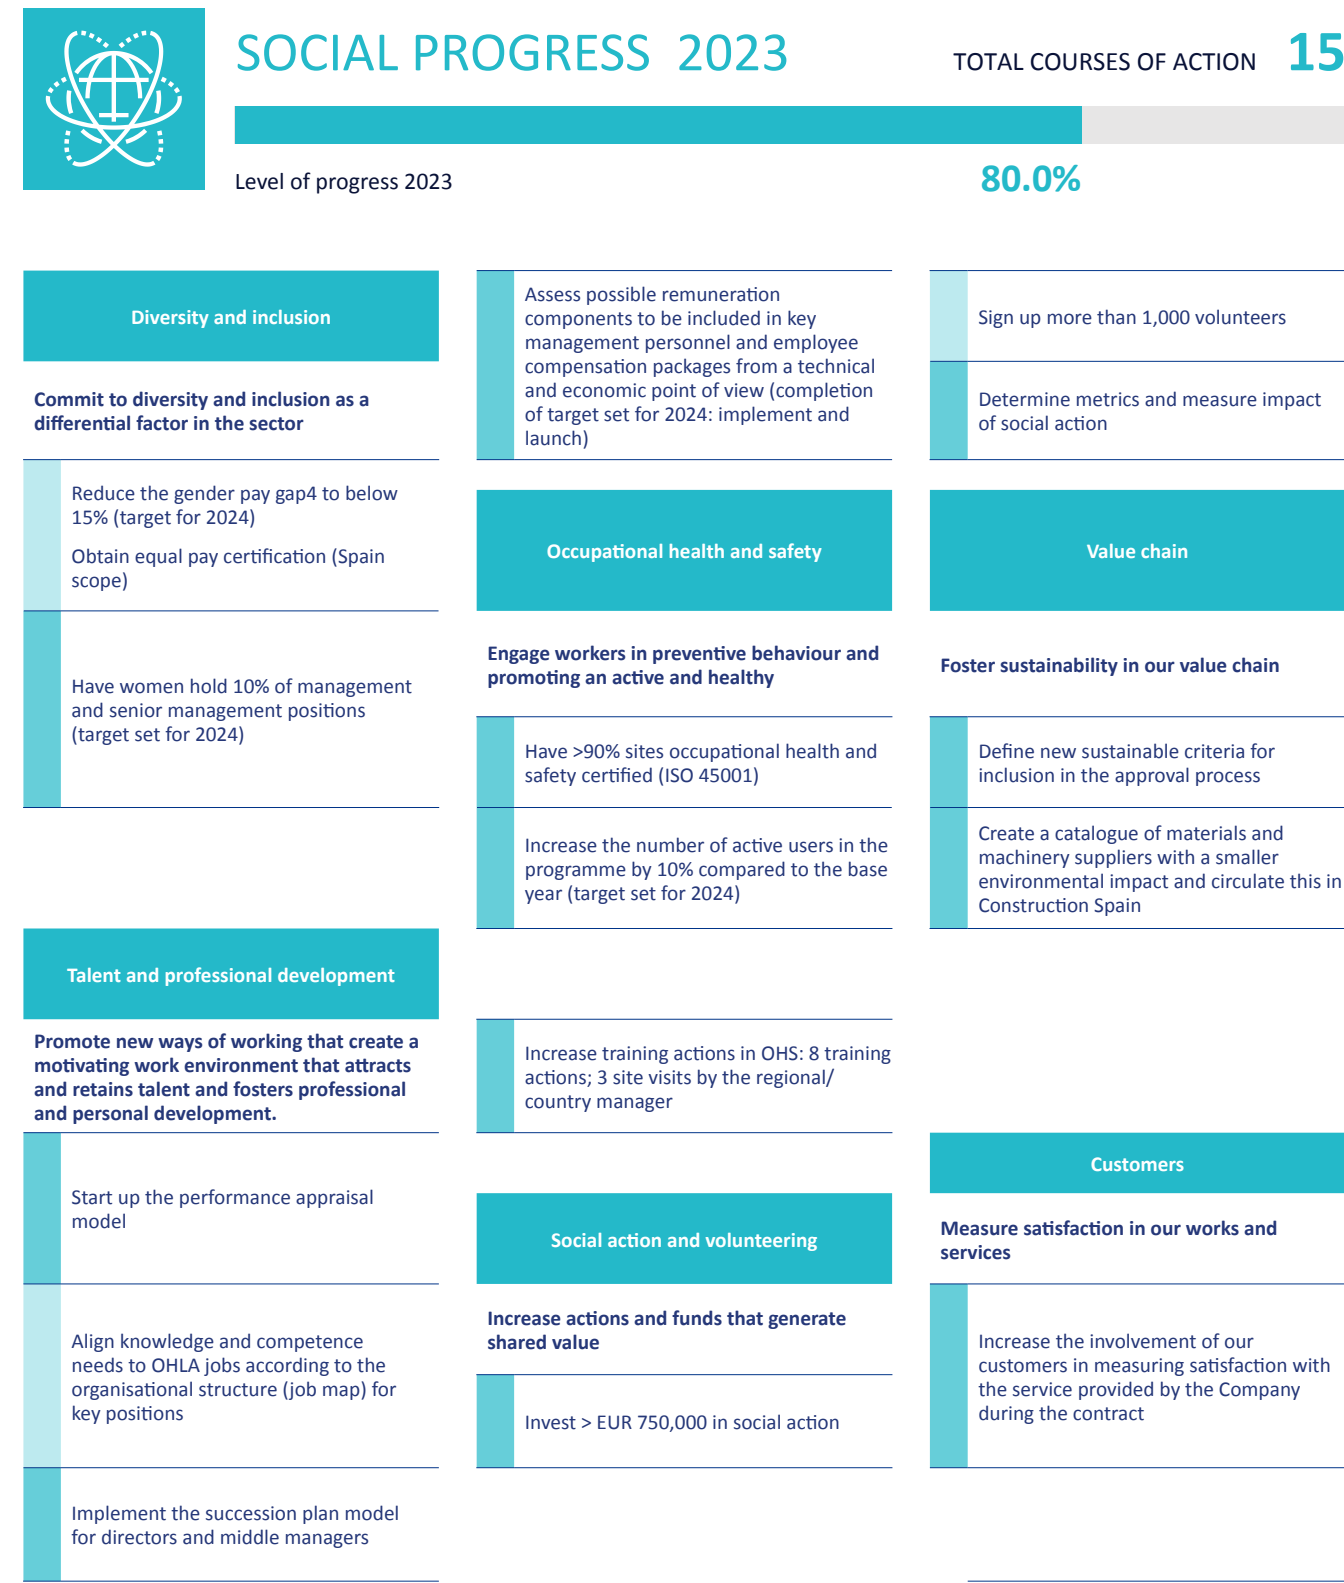 SOCIAL PROGRESS 2023
TOTAL COURSES OF ACTION 15
Level of progress 2023
80.0%
Diversity and inclusion
Commit to diversity and inclusion as a
differential factor in the sector
Reduce the gender pay gap4 to below
15% (target for 2024)
Obtain equal pay certification (Spain
scope)
Have women hold 10% of management
and senior management positions
(target set for 2024)
Talent and professional development
Promote new ways of working that create a
motivating work environment that attracts
and retains talent and fosters professional
and personal development.
Start up the performance appraisal
model
Align knowledge and competence
needs to OHLA jobs according to the
organisational structure (job map) for
key positions
Implement the succession plan model
for directors and middle managers
Assess possible remuneration
components to be included in key
management personnel and employee
compensation packages from a technical
and economic point of view (completion
of target set for 2024: implement and
launch)
Occupational health and safety
Engage workers in preventive behaviour and
promoting an active and healthy
Have >90% sites occupational health and
safety certified (ISO 45001)
Increase the number of active users in the
programme by 10% compared to the base
year (target set for 2024)
Increase training actions in OHS: 8 training
actions; 3 site visits by the regional/
country manager
Social action and volunteering
Increase actions and funds that generate
shared value
Invest > EUR 750,000 in social action
Sign up more than 1,000 volunteers
Determine metrics and measure impact
of social action
Value chain
Foster sustainability in our value chain
Define new sustainable criteria for
inclusion in the approval process
Create a catalogue of materials and
machinery suppliers with a smaller
environmental impact and circulate this in
Construction Spain
Customers
Measure satisfaction in our works and
services
Increase the involvement of our
customers in measuring satisfaction with
the service provided by the Company
during the contract